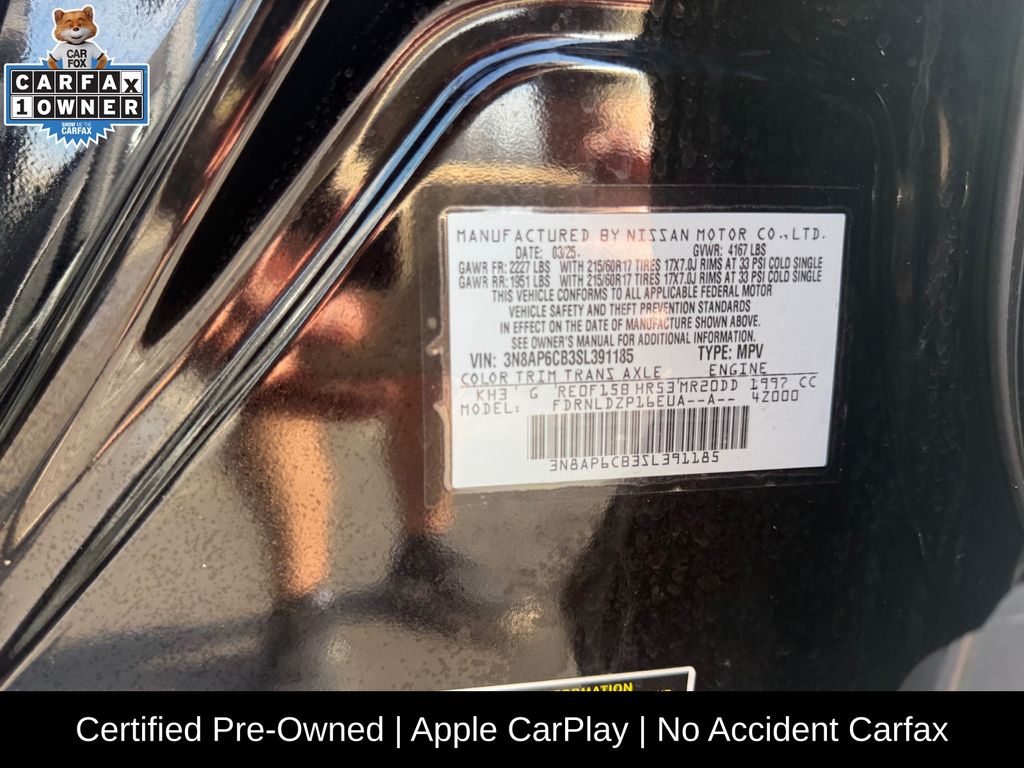 CAR
FOX
CARFAX
1 OWNER
SHOW ME THE
CARFAX
MANUFACTURED BY NISSAN MOTOR CO.,LTD.
DATE: 03/25. GVWR: 4167 LBS
GAWR FR: 2227 LBS WITH 215/60R17 TIRES 17X7.0J RIMS AT 33 PSI COLD SINGLE
GAWR RR: 1951 LBS WITH 215/60R17 TIRES 17X7.0J RIMS AT 33 PSI COLD SINGLE
THIS VEHICLE CONFORMS TO ALL APPLICABLE FEDERAL MOTOR
VEHICLE SAFETY AND THEFT PREVENTION STANDARDS
IN EFFECT ON THE DATE OF MANUFACTURE SHOWN ABOVE.
SEE OWNER'S MANUAL FOR ADDITIONAL INFORMATION.
VIN: 3N8AP6CB3SL391185 TYPE: MPV
COLOR TRIM TRANS AXLE ENGINE
KH3 G RE0F15B HR53 MR20DD 1997 CC
MODEL: FDRNLDZP16EUA--A-- 42000
3N8AP6CB3SL391185
Certified Pre-Owned | Apple CarPlay | No Accident Carfax